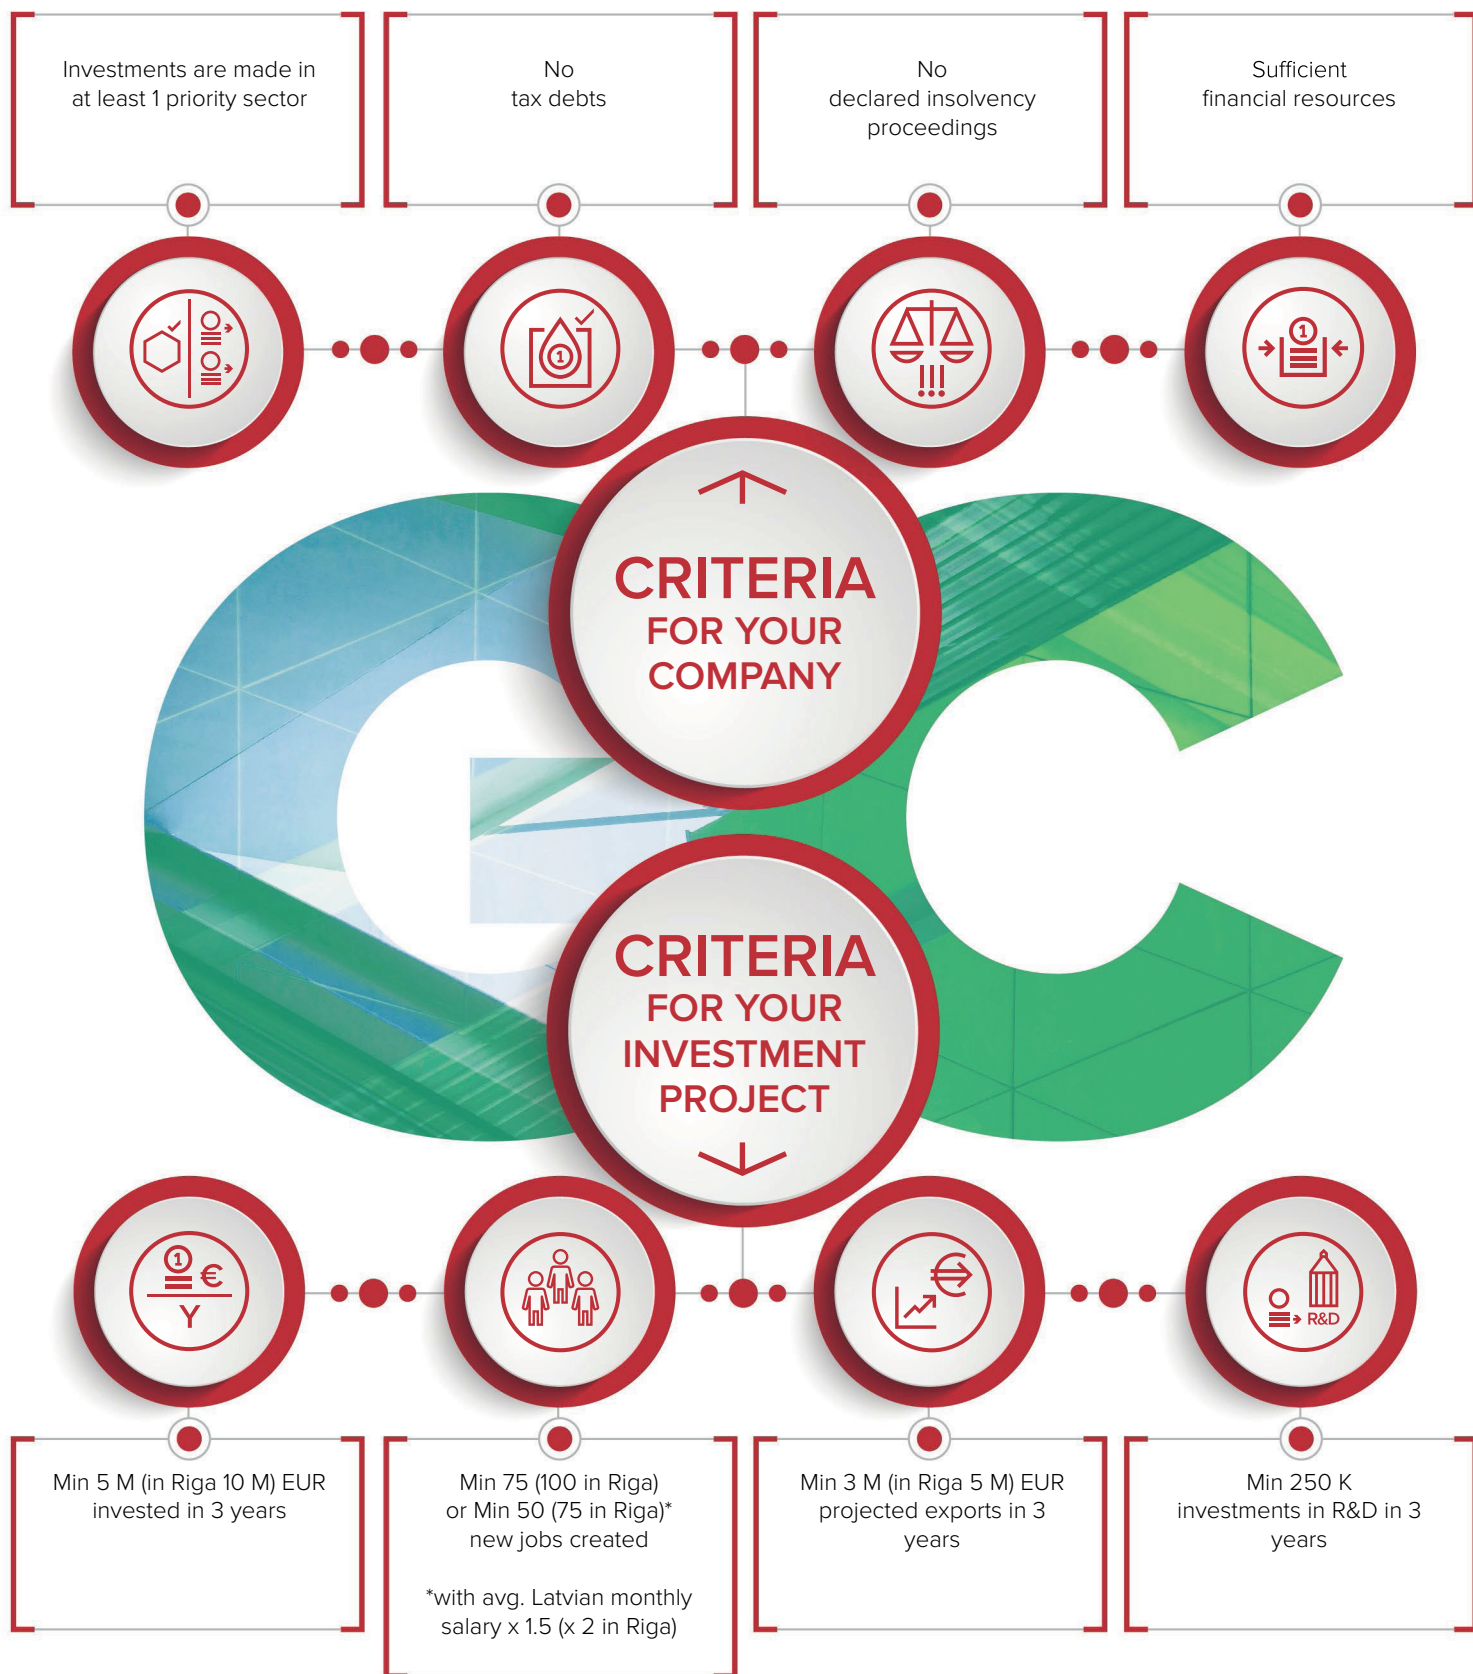 Investments are made in
at least 1 priority sector
No
tax debts
No
declared insolvency
proceedings
Sufficient
financial resources
1
1
GC
CRITERIA
FOR YOUR
COMPANY
CRITERIA
FOR YOUR
INVESTMENT
PROJECT
1 €
Y
€
R&D
Min 5 M (in Riga 10 M) EUR
invested in 3 years
Min 75 (100 in Riga)
or Min 50 (75 in Riga)*
new jobs created
*with avg. Latvian monthly
salary x 1.5 (x 2 in Riga)
Min 3 M (in Riga 5 M) EUR
projected exports in 3
years
Min 250 K
investments in R&D in 3
years